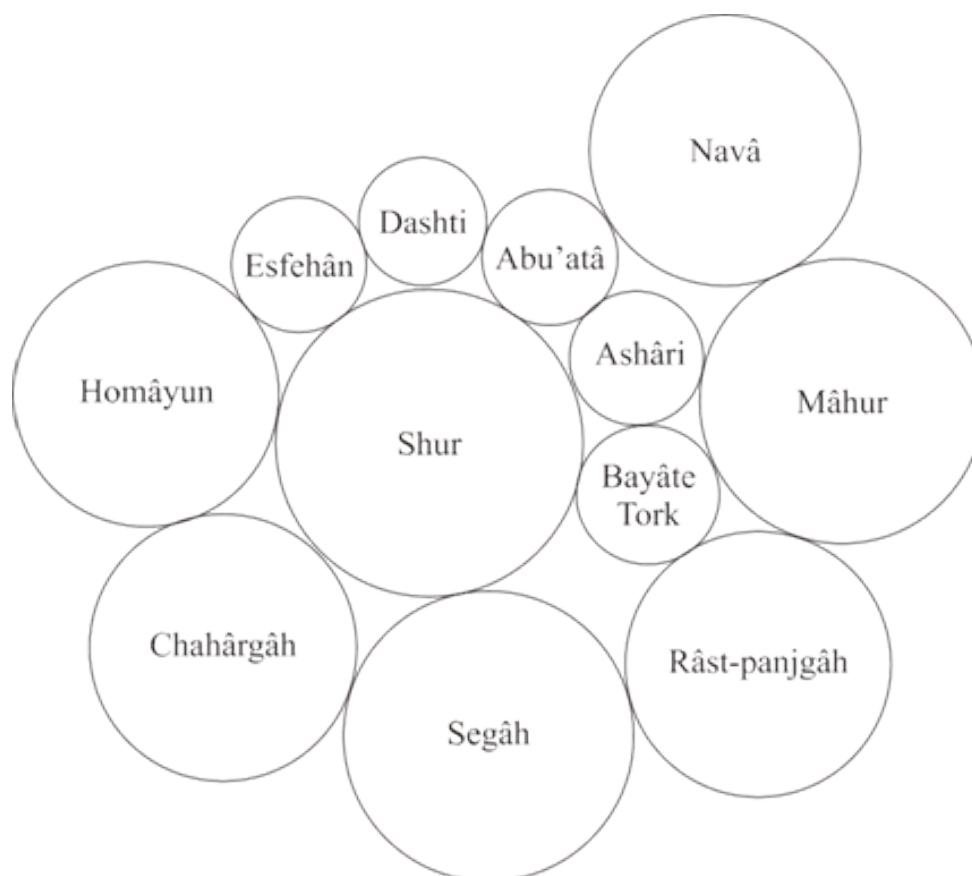 Navâ
Dashti
Esfehân
Abu’atâ
Ashâri
Homâyun
Mâhur
Shur
Bayâte
Tork
Chahârgâh
Râst-panjgâh
Segâh